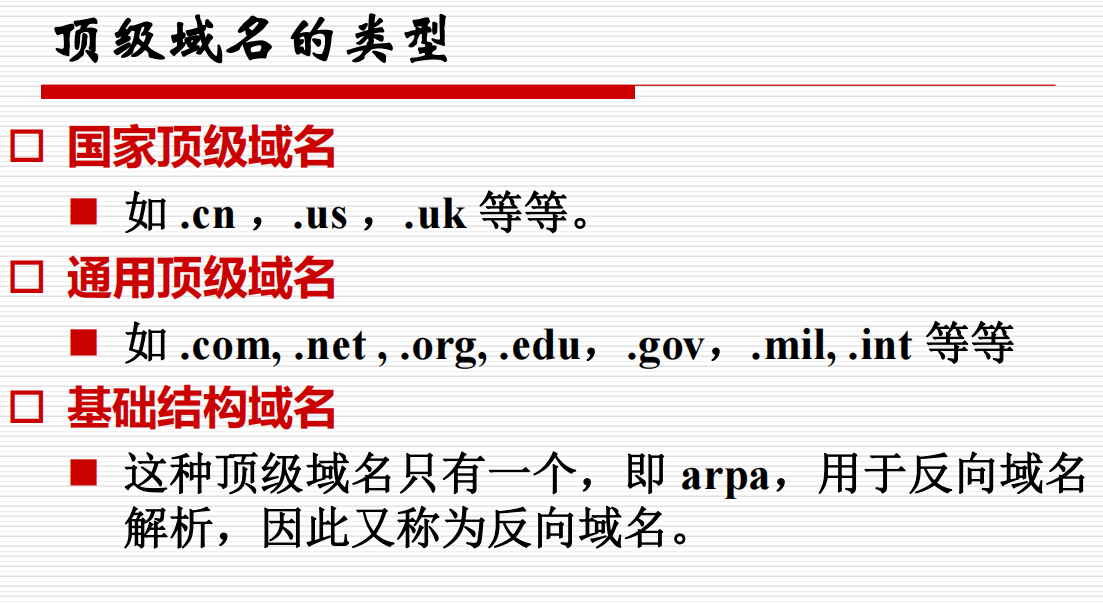 顶级域名的类型
国家顶级域名
如 .cn ，.us ，.uk 等等。
通用顶级域名
如 .com, .net , .org, .edu，.gov，.mil, .int 等等
基础结构域名
这种顶级域名只有一个，即 arpa，用于反向域名
解析，因此又称为反向域名。